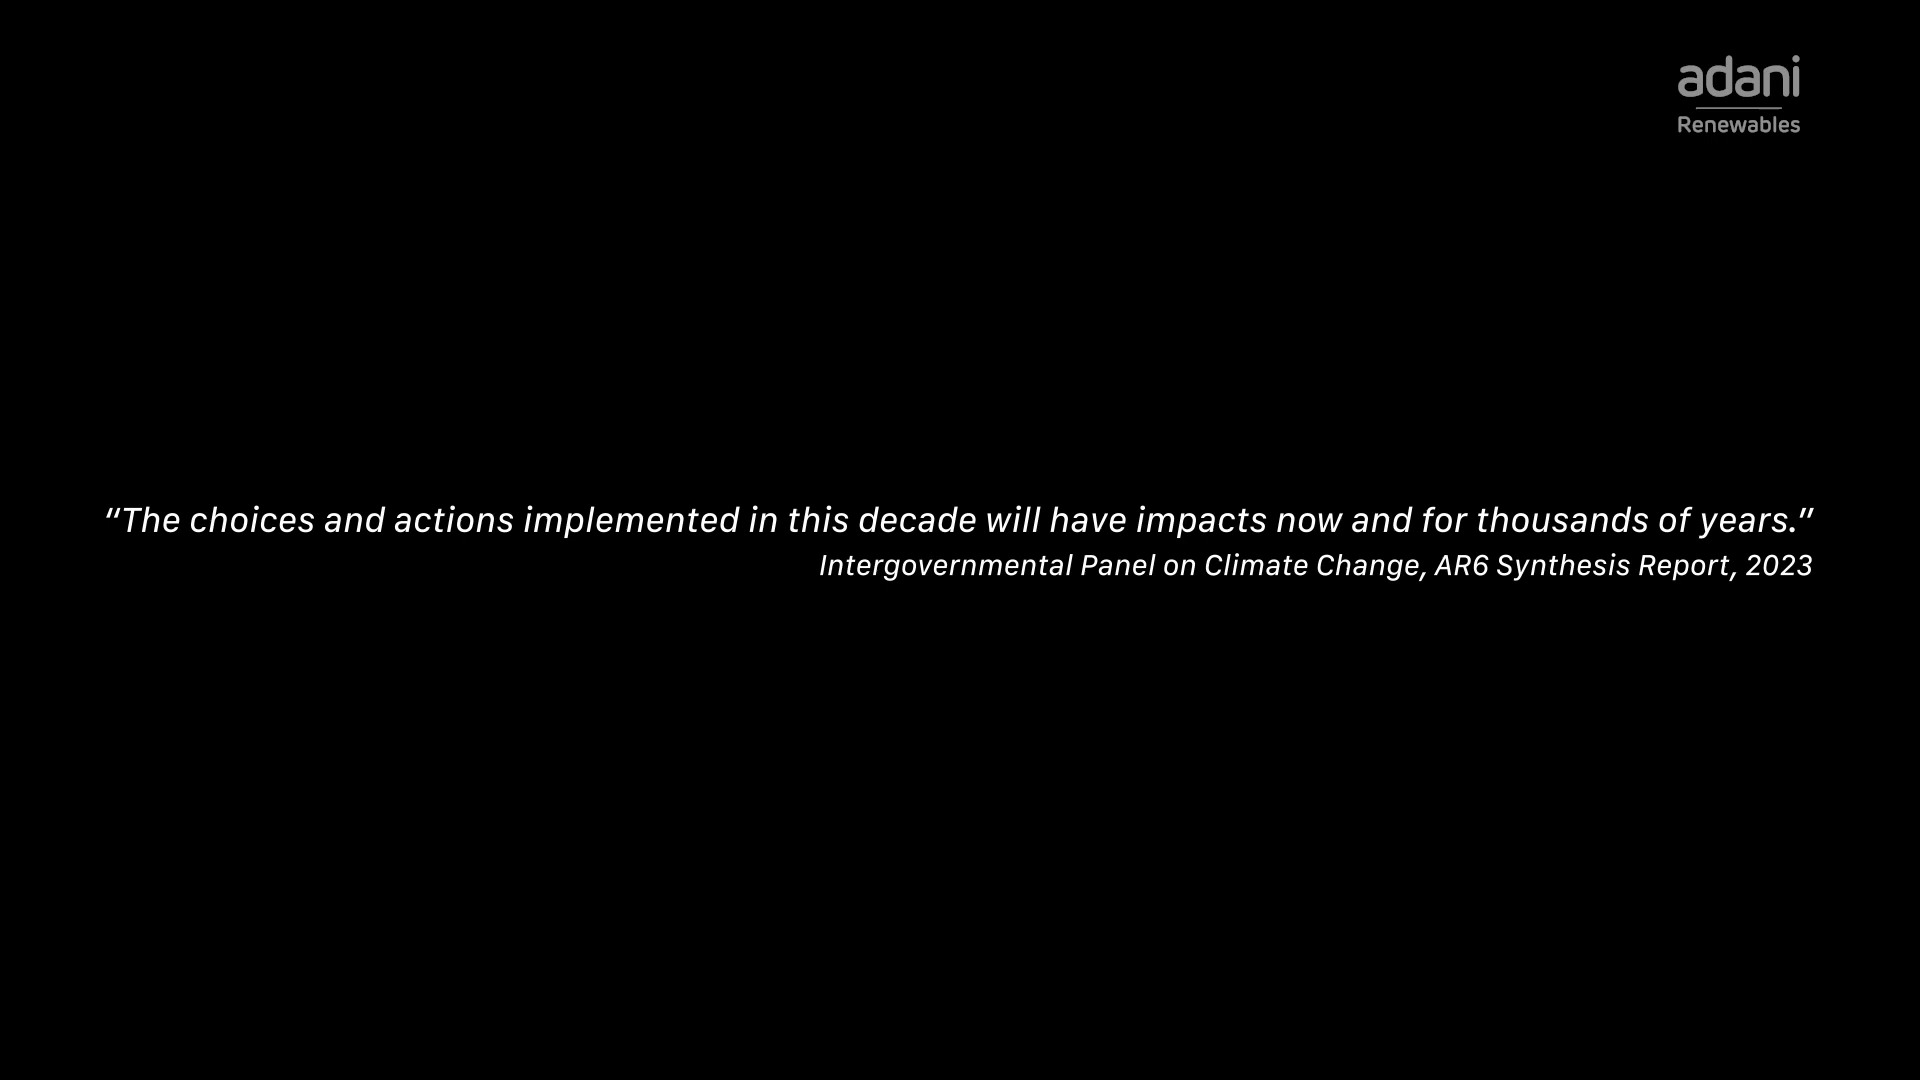 adani
Renewables
“The choices and actions implemented in this decade will have impacts now and for thousands of years.”
Intergovernmental Panel on Climate Change, AR6 Synthesis Report, 2023